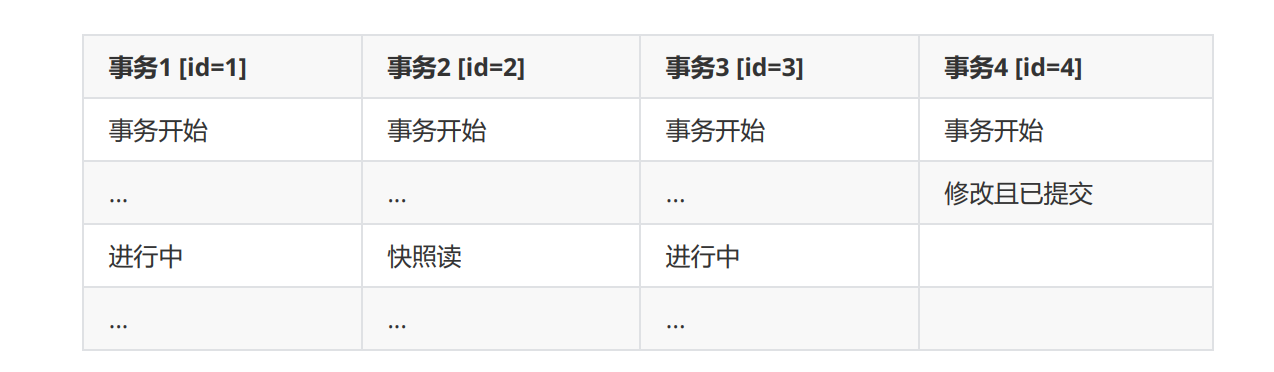 事务1 [id=1] 事务2 [id=2] 事务3 [id=3] 事务4 [id=4]
事务开始 事务开始 事务开始 事务开始
... ... ... 修改且已提交
进行中 快照读 进行中
... ... ...